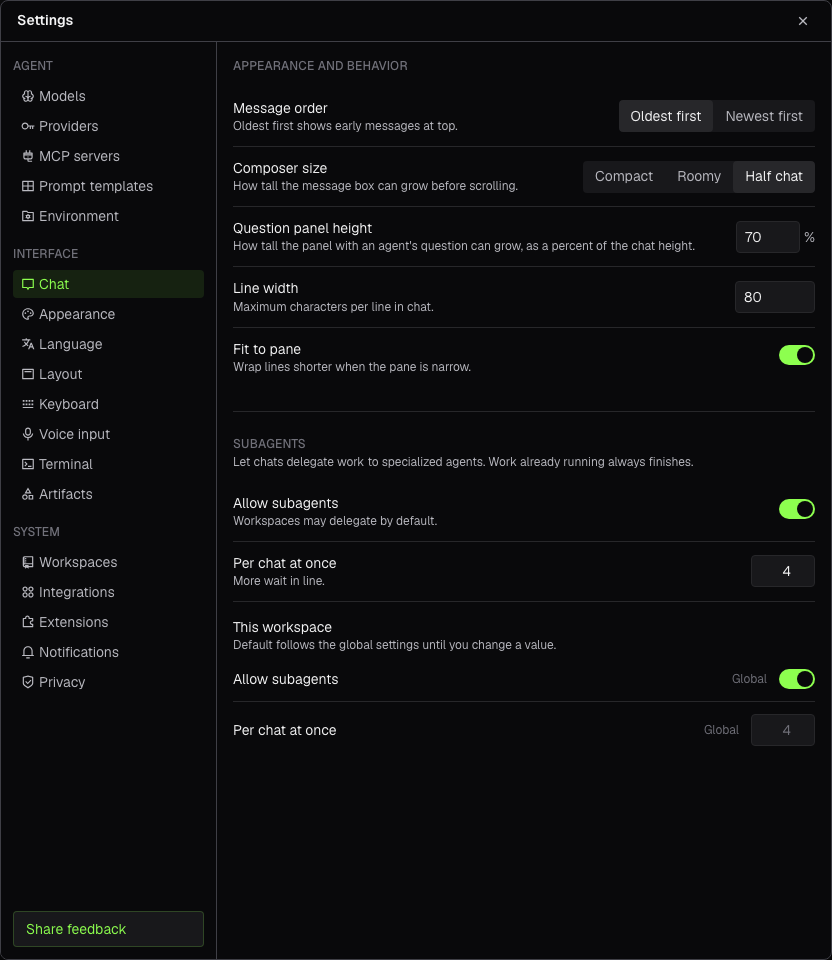 Settings
AGENT
Models
Providers
MCP servers
Prompt templates
Environment
INTERFACE
Chat
Appearance
Language
Layout
Keyboard
Voice input
Terminal
Artifacts
SYSTEM
Workspaces
Integrations
Extensions
Notifications
Privacy
Share feedback
APPEARANCE AND BEHAVIOR
Message order
Oldest first shows early messages at top.
Oldest first Newest first
Composer size
How tall the message box can grow before scrolling.
Compact Roomy Half chat
Question panel height
How tall the panel with an agent's question can grow, as a percent of the chat height.
70 %
Line width
Maximum characters per line in chat.
80
Fit to pane
Wrap lines shorter when the pane is narrow.
SUBAGENTS
Let chats delegate work to specialized agents. Work already running always finishes.
Allow subagents
Workspaces may delegate by default.
Per chat at once
More wait in line.
4
This workspace
Default follows the global settings until you change a value.
Allow subagents Global
Per chat at once Global 4